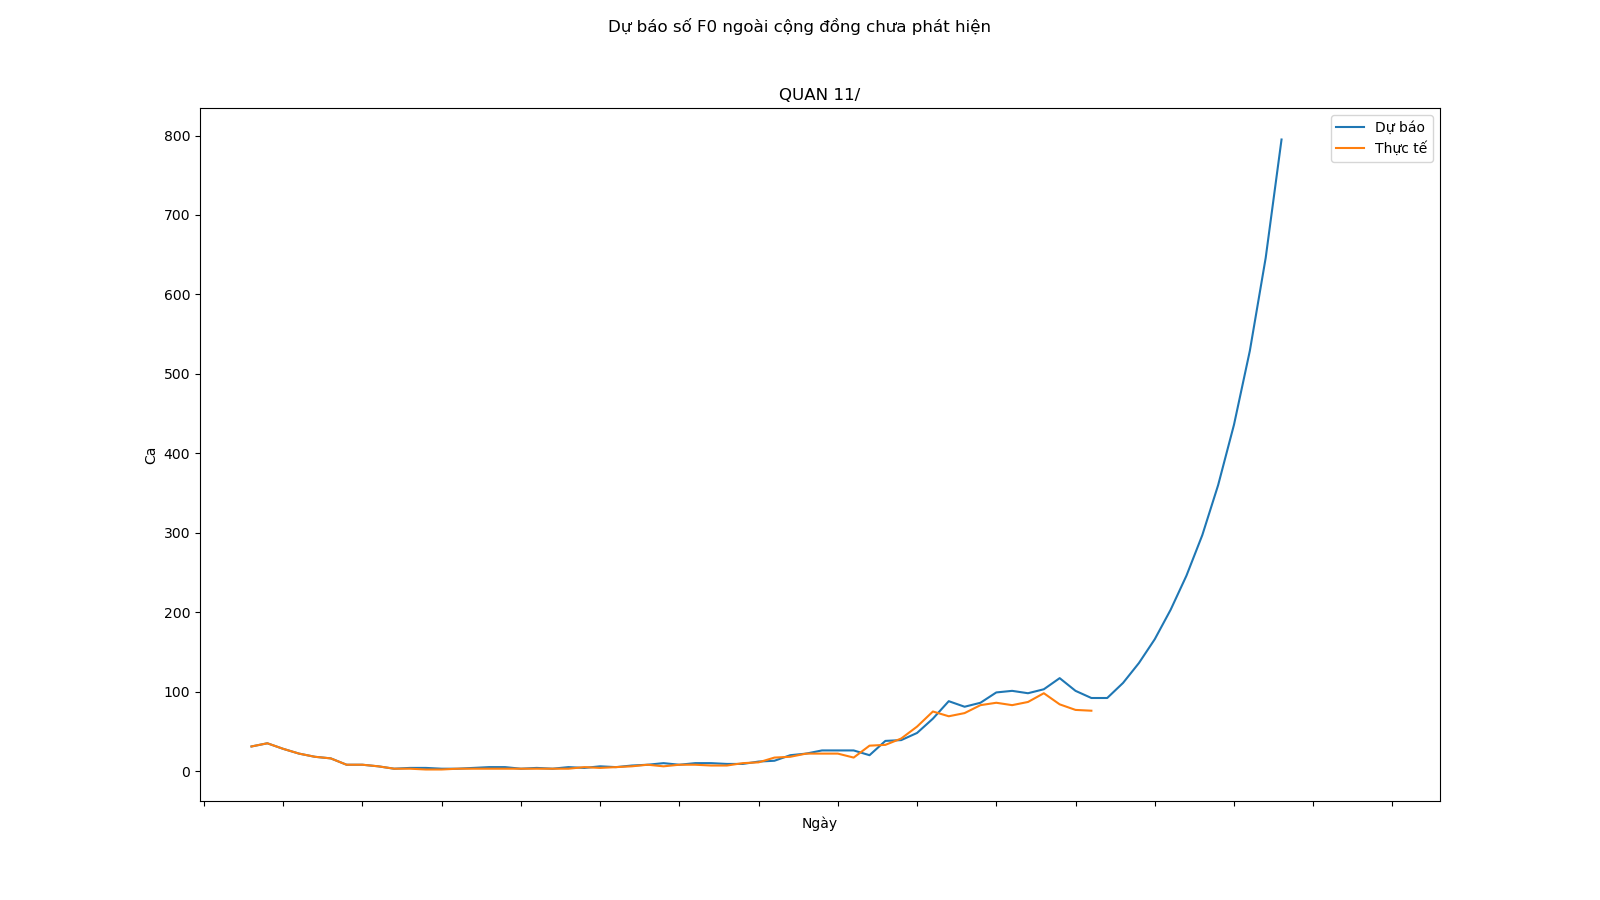 Dự báo số F0 ngoài cộng đồng chưa phát hiện
QUAN 11/
Dự báo
Thực tế
800
700
600
500
400
300
200
100
0
Ca
Ngày